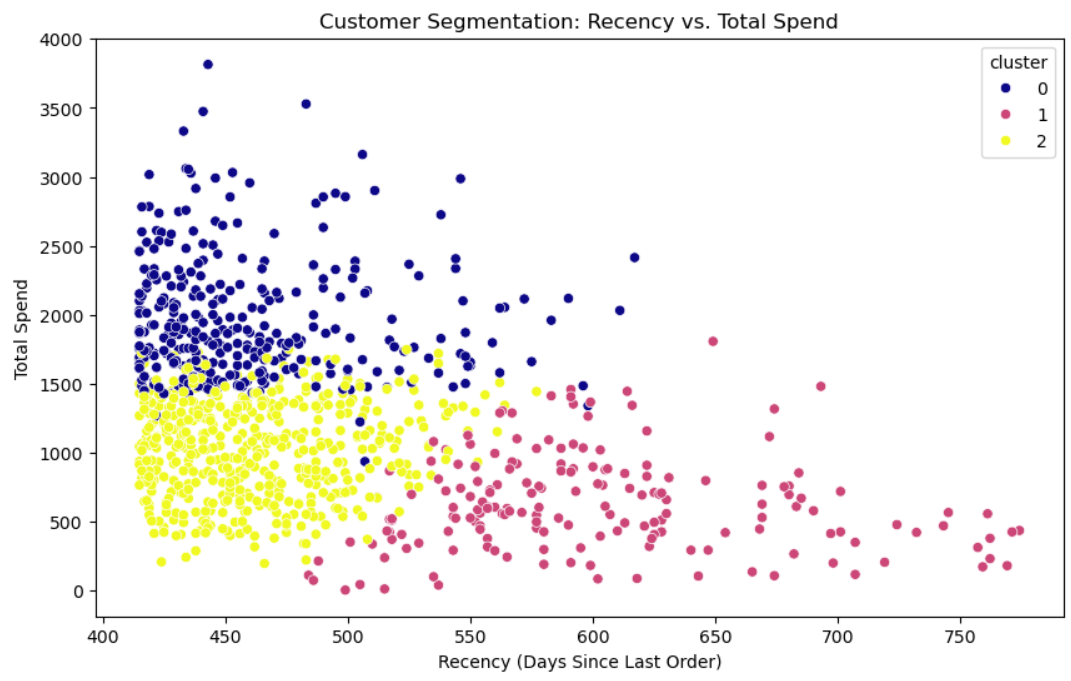 Customer Segmentation: Recency vs. Total Spend
4000
3500
3000
2500
2000
1500
1000
500
0
Total Spend
cluster
0
1
2
400 450 500 550 600 650 700 750
Recency (Days Since Last Order)